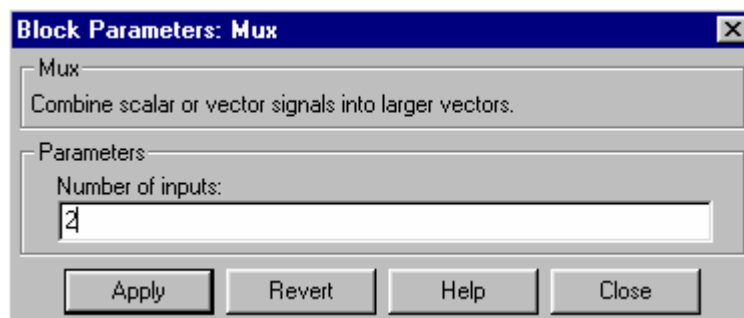 Block Parameters: Mux
Mux
Combine scalar or vector signals into larger vectors.
Parameters
Number of inputs:
2
Apply Revert Help Close